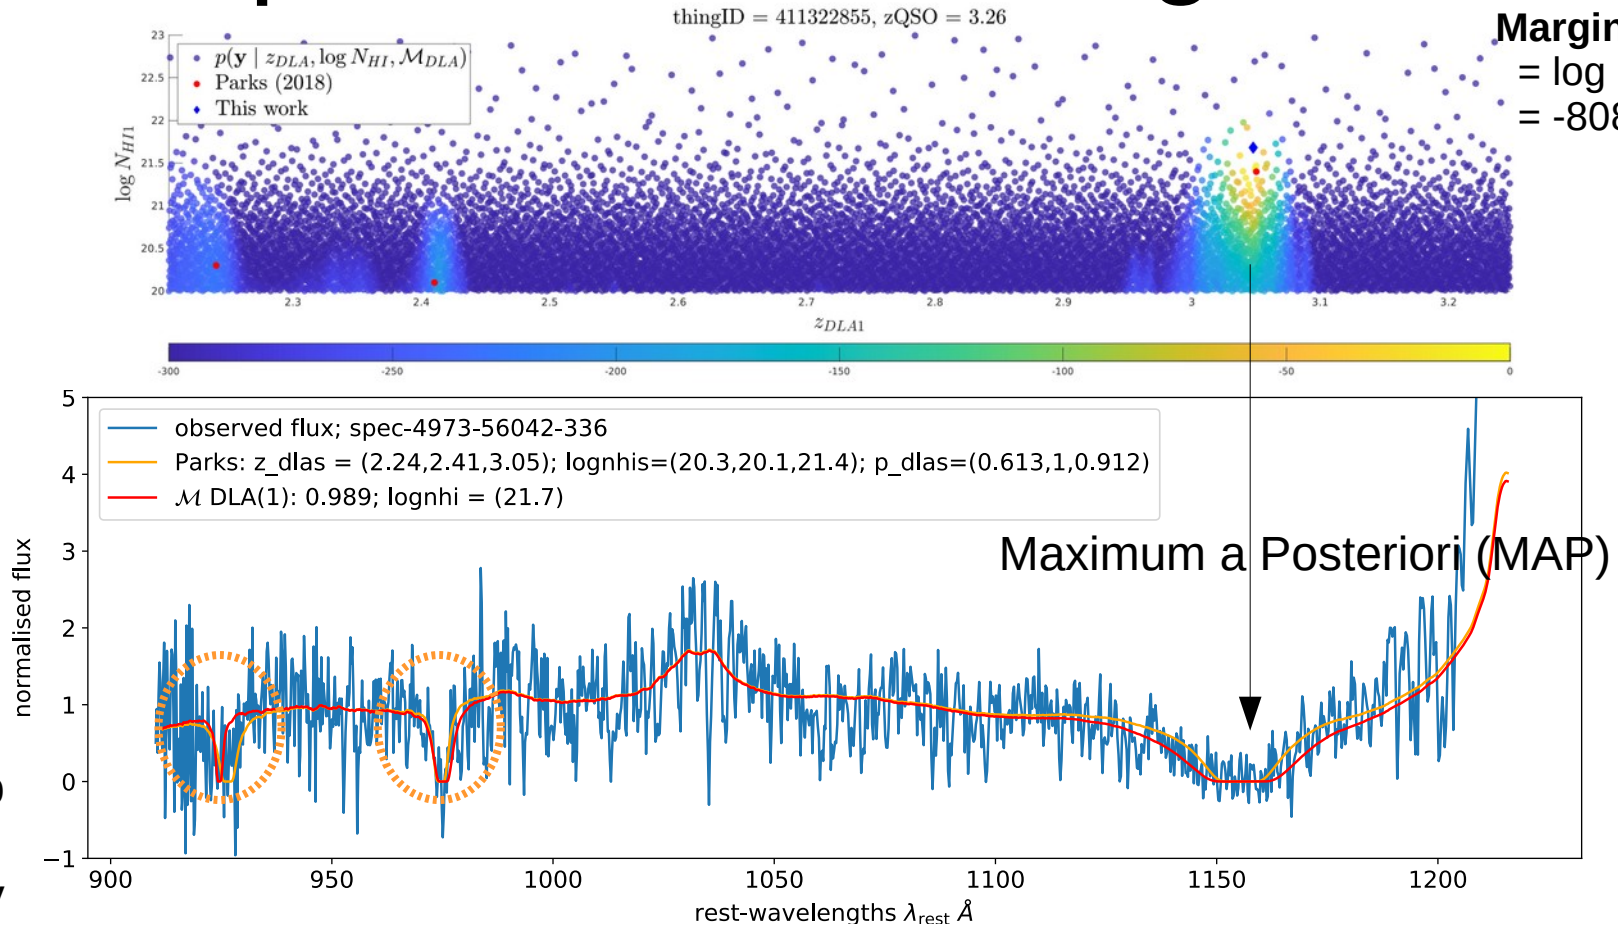 thingID = 411322855, zQSO = 3.26
Margin
= log
= -808
p(y | z_DLA, log N_HI, M_DLA)
Parks (2018)
This work
log N_HI1
23
22.5
22
21.5
21
20.5
20
2.3 2.4 2.5 2.6 2.7 2.8 2.9 3 3.1 3.2
z_DLA1
-300 -250 -200 -150 -100 -50 0
observed flux; spec-4973-56042-336
Parks: z_dlas = (2.24,2.41,3.05); lognhis=(20.3,20.1,21.4); p_dlas=(0.613,1,0.912)
ℳ DLA(1): 0.989; lognhi = (21.7)
Maximum a Posteriori (MAP)
normalised flux
5
4
3
2
1
0
−1
900 950 1000 1050 1100 1150 1200
rest-wavelengths λrest Å